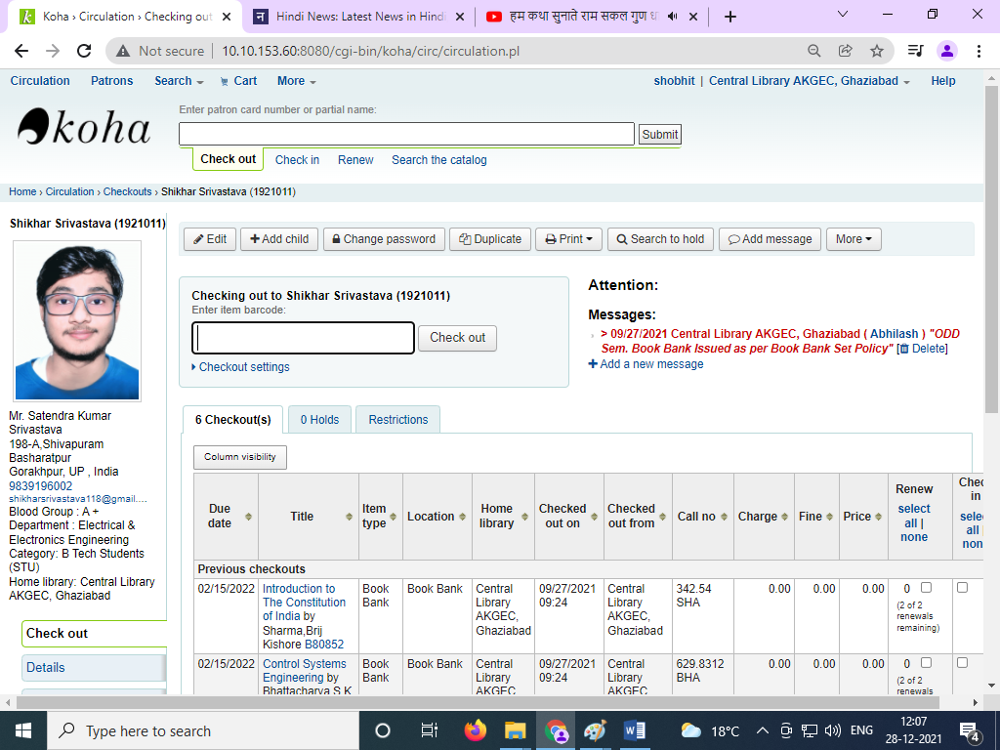 Koha › Circulation › Checking out
Hindi News: Latest News in Hindi
हम कथा सुनाते राम सकल गुण
Not secure
10.10.153.60:8080/cgi-bin/koha/circ/circulation.pl
Circulation Patrons Search Cart More shobhit | Central Library AKGEC, Ghaziabad Help
koha
Enter patron card number or partial name:
Submit
Check out Check in Renew Search the catalog
Home › Circulation › Checkouts › Shikhar Srivastava (1921011)
Shikhar Srivastava (1921011)
Mr. Satendra Kumar
Srivastava
198-A,Shivapuram
Basharatpur
Gorakhpur, UP , India
9839196002
shikharsrivastava118@gmail....
Blood Group : A +
Department : Electrical &
Electronics Engineering
Category: B Tech Students
(STU)
Home library: Central Library
AKGEC, Ghaziabad
Check out
Details
Edit Add child Change password Duplicate Print Search to hold Add message More
Checking out to Shikhar Srivastava (1921011)
Enter item barcode:
Check out
Checkout settings
Attention:
Messages:
> 09/27/2021 Central Library AKGEC, Ghaziabad ( Abhilash ) "ODD
Sem. Book Bank Issued as per Book Bank Set Policy" [ Delete]
Add a new message
6 Checkout(s) 0 Holds Restrictions
Column visibility
Due date
Title
Item type
Location
Home library
Checked out on
Checked out from
Call no
Charge
Fine
Price
Renew
select all | none
Chec
in
selec
all
non
Previous checkouts
02/15/2022
Introduction to
The Constitution
of India by
Sharma,Brij
Kishore B80852
Book
Bank
Book Bank
Central
Library
AKGEC,
Ghaziabad
09/27/2021
09:24
Central
Library
AKGEC,
Ghaziabad
342.54
SHA
0.00 0.00 0.00 0
(2 of 2
renewals
remaining)
02/15/2022
Control Systems
Engineering by
Bhattacharya S K
Book
Bank
Book Bank
Central
Library
AKGEC
09/27/2021
09:24
Central
Library
AKGEC
629.8312
BHA
0.00 0.00 0.00 0
(2 of 2
renewals
Type here to search
18°C
ENG
12:07
28-12-2021
4